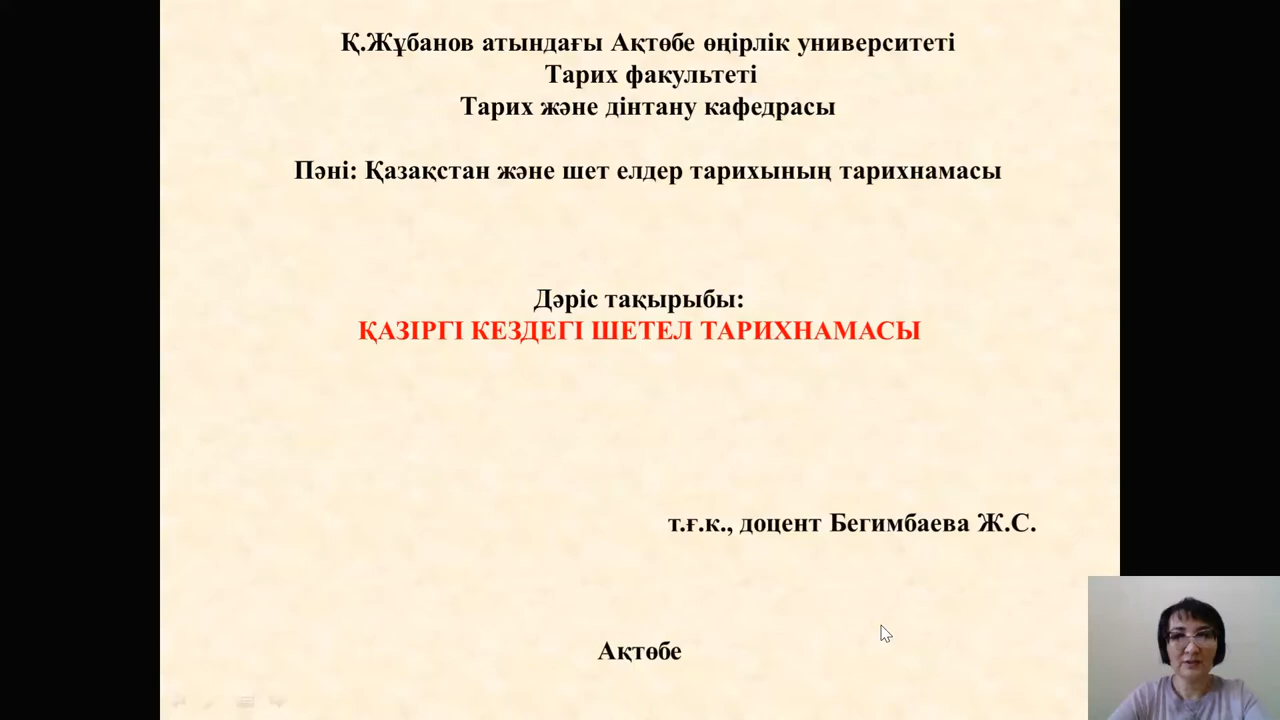 Қ.Жұбанов атындағы Ақтөбе өңірлік университеті
Тарих факультеті
Тарих және дінтану кафедрасы
Пәні: Қазақстан және шет елдер тарихының тарихнамасы
Дәріс тақырыбы:
ҚАЗІРГІ КЕЗДЕГІ ШЕТЕЛ ТАРИХНАМАСЫ
т.ғ.к., доцент Бегимбаева Ж.С.
Ақтөбе